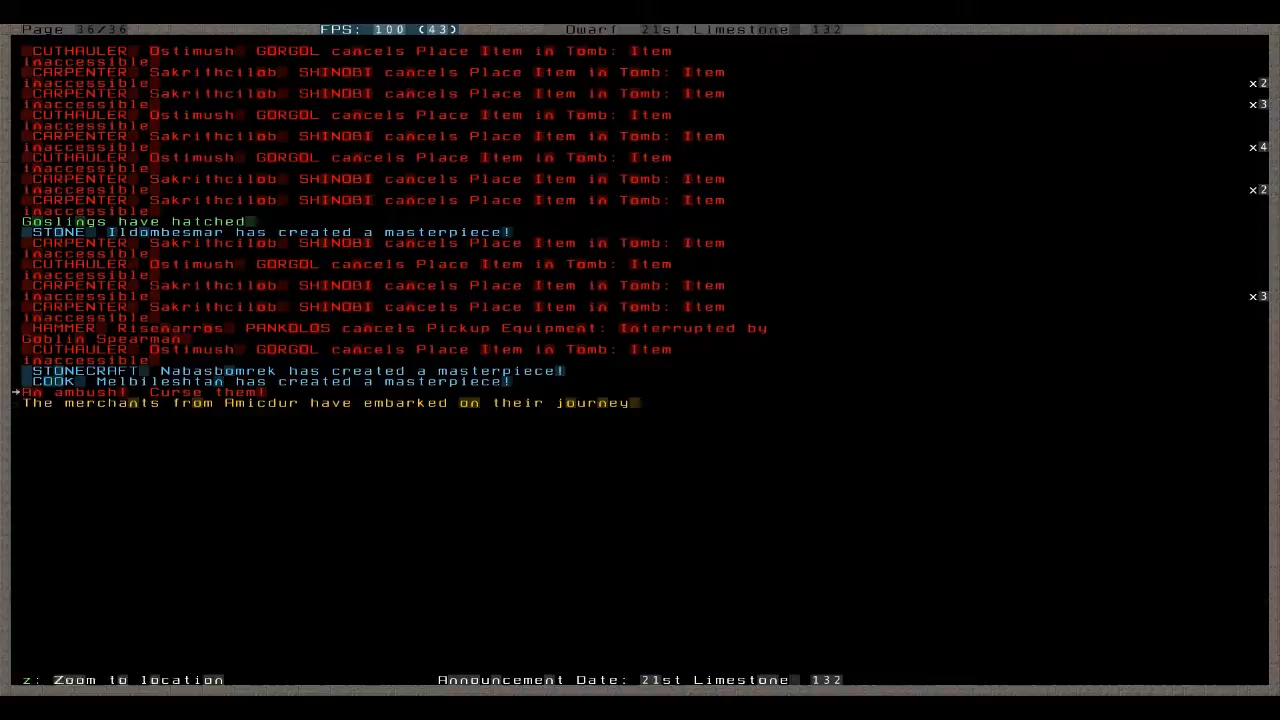 Page 36/36 FPS: 100 (43) Dwarf 21st Limestone 132
CUTHAULER Ostimush GORGOL cancels Place Item in Tomb: Item
inaccessible
CARPENTER Sakrithcilob SHINOBI cancels Place Item in Tomb: Item
inaccessible x2
CARPENTER Sakrithcilob SHINOBI cancels Place Item in Tomb: Item
inaccessible x3
CUTHAULER Ostimush GORGOL cancels Place Item in Tomb: Item
inaccessible
CARPENTER Sakrithcilob SHINOBI cancels Place Item in Tomb: Item
inaccessible x4
CUTHAULER Ostimush GORGOL cancels Place Item in Tomb: Item
inaccessible
CARPENTER Sakrithcilob SHINOBI cancels Place Item in Tomb: Item
inaccessible x2
CARPENTER Sakrithcilob SHINOBI cancels Place Item in Tomb: Item
inaccessible
Goslings have hatched
STONE Ildombesmar has created a masterpiece!
CARPENTER Sakrithcilob SHINOBI cancels Place Item in Tomb: Item
inaccessible
CUTHAULER Ostimush GORGOL cancels Place Item in Tomb: Item
inaccessible
CARPENTER Sakrithcilob SHINOBI cancels Place Item in Tomb: Item
inaccessible x3
CARPENTER Sakrithcilob SHINOBI cancels Place Item in Tomb: Item
inaccessible
HAMMER Risenarros PANKOLOS cancels Pickup Equipment: Interrupted by
Goblin Spearman
CUTHAULER Ostimush GORGOL cancels Place Item in Tomb: Item
inaccessible
STONECRAFT Nabasbomrek has created a masterpiece!
COOK Melbileshtan has created a masterpiece!
An ambush! Curse them!
The merchants from Amicdur have embarked on their journey
z: Zoom to location Announcement Date: 21st Limestone 132